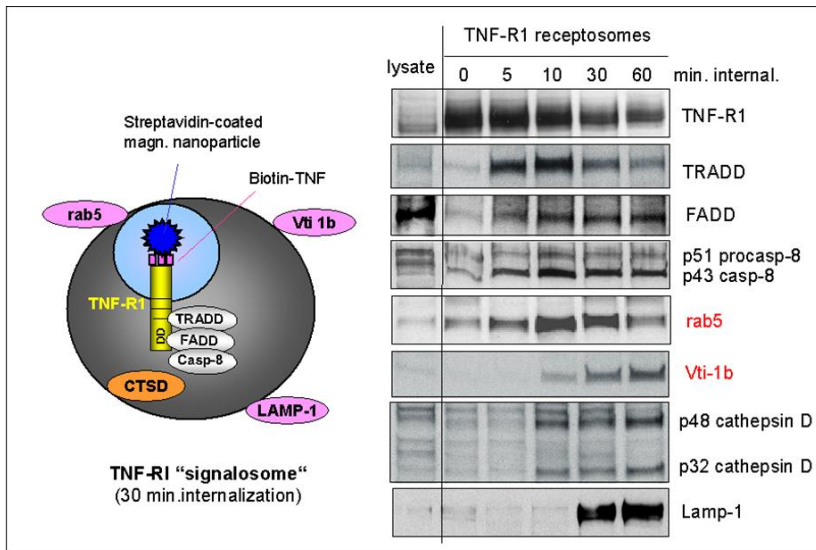 Streptavidin-coated
magn. nanoparticle
Biotin-TNF
rab5
Vti 1b
TNF-R1
TRADD
DD
FADD
Casp-8
CTSD
LAMP-1
TNF-RI “signalosome“
(30 min.internalization)
TNF-R1 receptosomes
lysate
0 5 10 30 60 min. internal.
TNF-R1
TRADD
FADD
p51 procasp-8
p43 casp-8
rab5
Vti-1b
p48 cathepsin D
p32 cathepsin D
Lamp-1